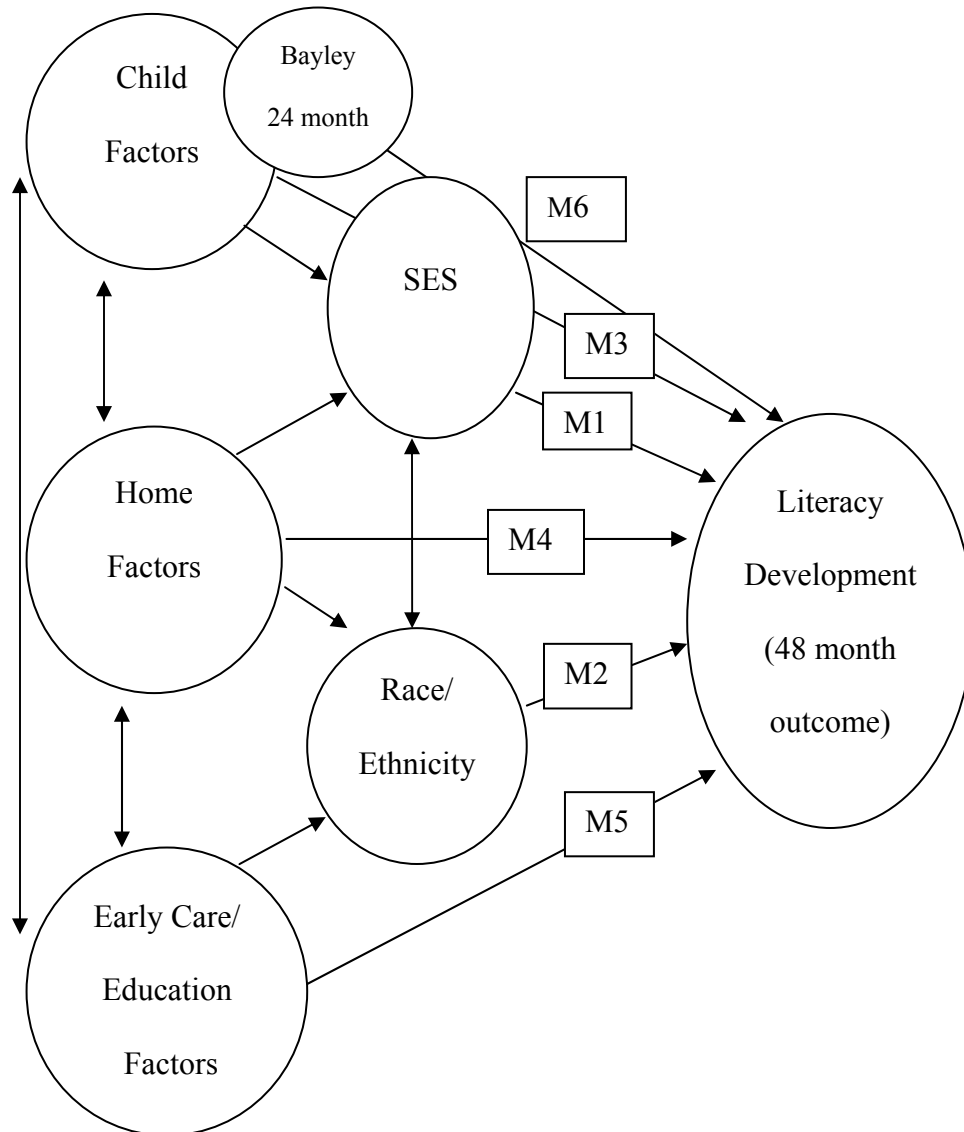 Child
Factors
Bayley
24 month
M6
SES
M3
M1
Home
Factors
M4
Literacy
Development
(48 month
outcome)
M2
Race/
Ethnicity
M5
Early Care/
Education
Factors